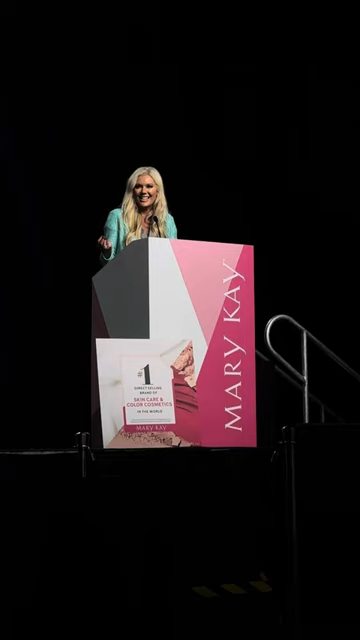 MARY KAY
#1
DIRECT SELLING
BRAND OF
SKIN CARE &
COLOR COSMETICS
IN THE WORLD
MARY KAY